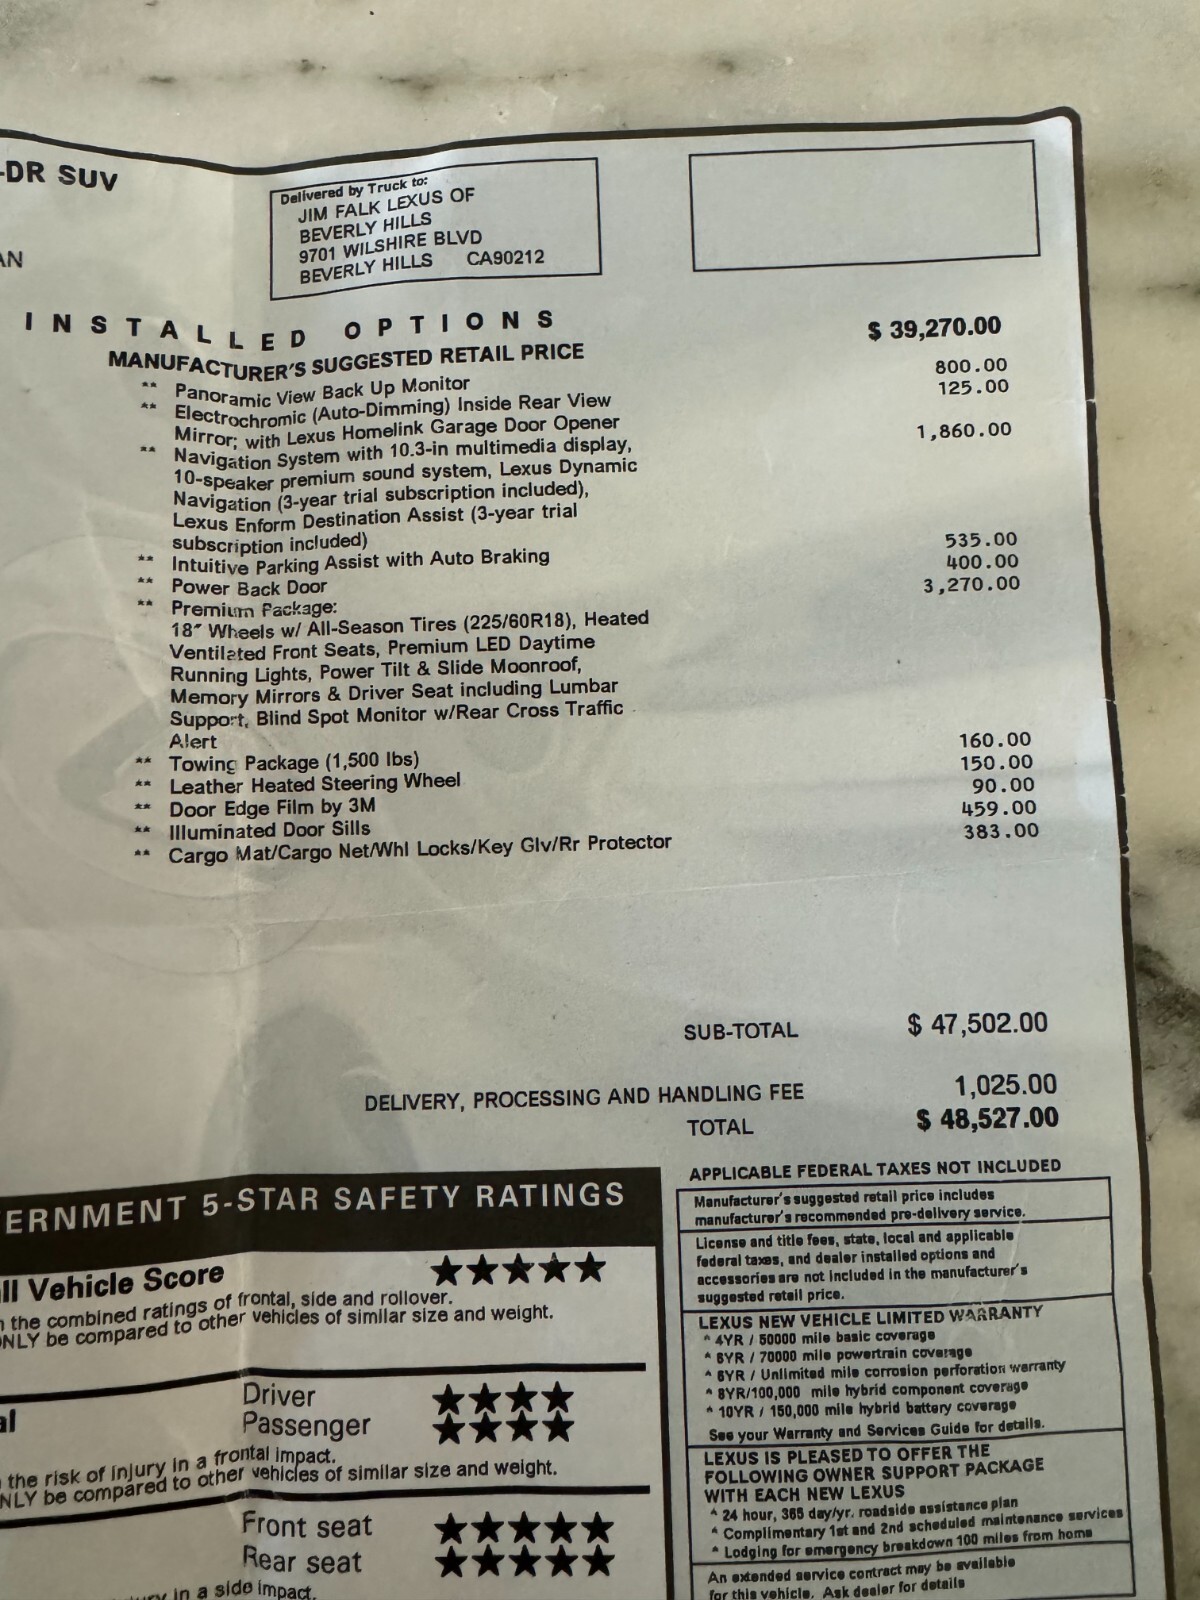 -DR SUV
Delivered by Truck to:
JIM FALK LEXUS OF
BEVERLY HILLS
9701 WILSHIRE BLVD
BEVERLY HILLS CA90212
AN
INSTALLED OPTIONS
MANUFACTURER'S SUGGESTED RETAIL PRICE $ 39,270.00
** Panoramic View Back Up Monitor 800.00
** Electrochromic (Auto-Dimming) Inside Rear View 125.00
Mirror; with Lexus Homelink Garage Door Opener
** Navigation System with 10.3-in multimedia display, 1,860.00
10-speaker premium sound system, Lexus Dynamic
Navigation (3-year trial subscription included),
Lexus Enform Destination Assist (3-year trial
subscription included)
** Intuitive Parking Assist with Auto Braking 535.00
** Power Back Door 400.00
** Premium Package: 3,270.00
18" Wheels w/ All-Season Tires (225/60R18), Heated
Ventilated Front Seats, Premium LED Daytime
Running Lights, Power Tilt & Slide Moonroof,
Memory Mirrors & Driver Seat including Lumbar
Support, Blind Spot Monitor w/Rear Cross Traffic
Alert
** Towing Package (1,500 lbs) 160.00
** Leather Heated Steering Wheel 150.00
** Door Edge Film by 3M 90.00
** Illuminated Door Sills 459.00
** Cargo Mat/Cargo Net/Whl Locks/Key Glv/Rr Protector 383.00
SUB-TOTAL $ 47,502.00
DELIVERY, PROCESSING AND HANDLING FEE 1,025.00
TOTAL $ 48,527.00
APPLICABLE FEDERAL TAXES NOT INCLUDED
Manufacturer's suggested retail price includes
manufacturer's recommended pre-delivery service.
License and title fees, state, local and applicable
federal taxes, and dealer installed options and
accessories are not included in the manufacturer's
suggested retail price.
LEXUS NEW VEHICLE LIMITED WARRANTY
* 4YR / 50000 mile basic coverage
* 6YR / 70000 mile powertrain coverage
* 6YR / Unlimited mile corrosion perforation warranty
* 8YR/100,000 mile hybrid component coverage
* 10YR / 150,000 mile hybrid battery coverage
See your Warranty and Services Guide for details.
LEXUS IS PLEASED TO OFFER THE
FOLLOWING OWNER SUPPORT PACKAGE
WITH EACH NEW LEXUS
* 24 hour, 365 day/yr. roadside assistance plan
* Complimentary 1st and 2nd scheduled maintenance services
* Lodging for emergency breakdown 100 miles from home
An extended service contract may be available
for this vehicle. Ask dealer for details
ERNMENT 5-STAR SAFETY RATINGS
ll Vehicle Score ★★★★★
n the combined ratings of frontal, side and rollover.
ONLY be compared to other vehicles of similar size and weight.
al
Driver ★★★★
Passenger ★★★★
the risk of injury in a frontal impact.
NLY be compared to other vehicles of similar size and weight.
Front seat ★★★★★
Rear seat ★★★★★
ury in a side impact.